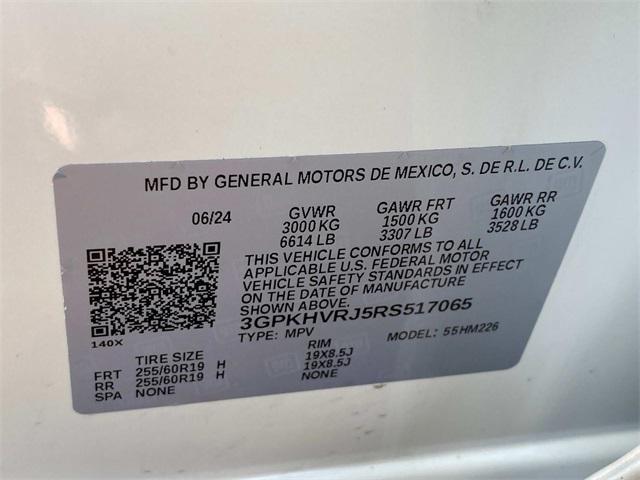 MFD BY GENERAL MOTORS DE MEXICO, S. DE R.L. DE C.V.
06/24 GVWR GAWR FRT GAWR RR
3000 KG 1500 KG 1600 KG
6614 LB 3307 LB 3528 LB
THIS VEHICLE CONFORMS TO ALL
APPLICABLE U.S. FEDERAL MOTOR
VEHICLE SAFETY STANDARDS IN EFFECT
ON THE DATE OF MANUFACTURE
SHOWN ABOVE.
3GPKHVRJ5RS517065
140X TYPE: MPV MODEL: 55HM226
TIRE SIZE RIM
FRT 255/60R19 H 19X8.5J
RR 255/60R19 H 19X8.5J
SPA NONE NONE